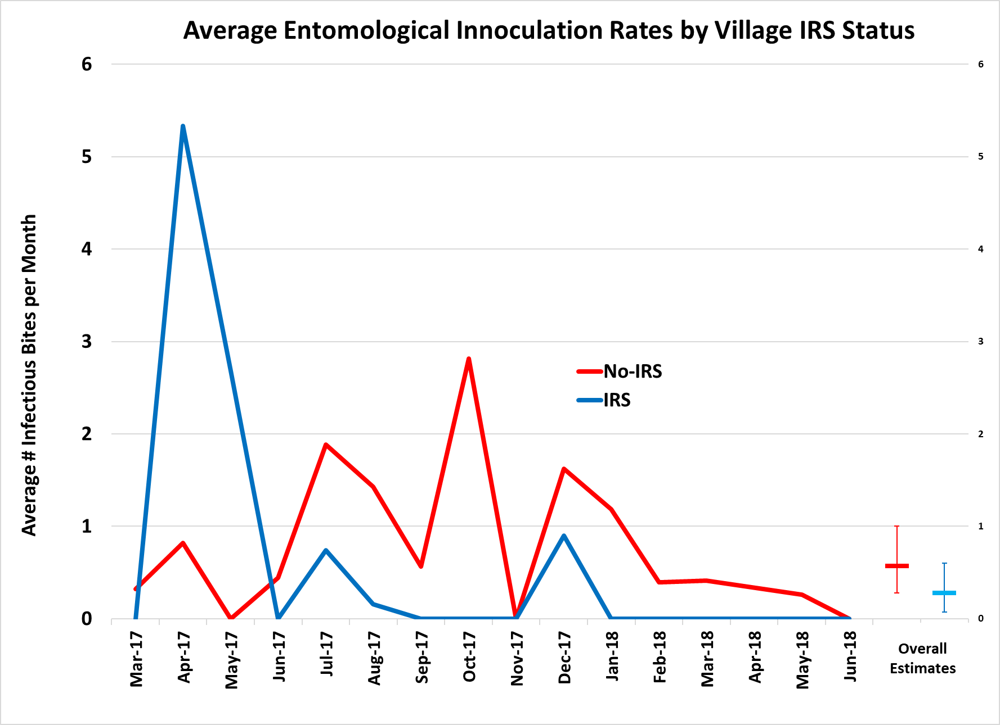 Average Entomological Innoculation Rates by Village IRS Status
Average # Infectious Bites per Month
6
5
4
3
2
1
0
6
5
4
3
2
1
0
No-IRS
IRS
Mar-17
Apr-17
May-17
Jun-17
Jul-17
Aug-17
Sep-17
Oct-17
Nov-17
Dec-17
Jan-18
Feb-18
Mar-18
Apr-18
May-18
Jun-18
Overall
Estimates